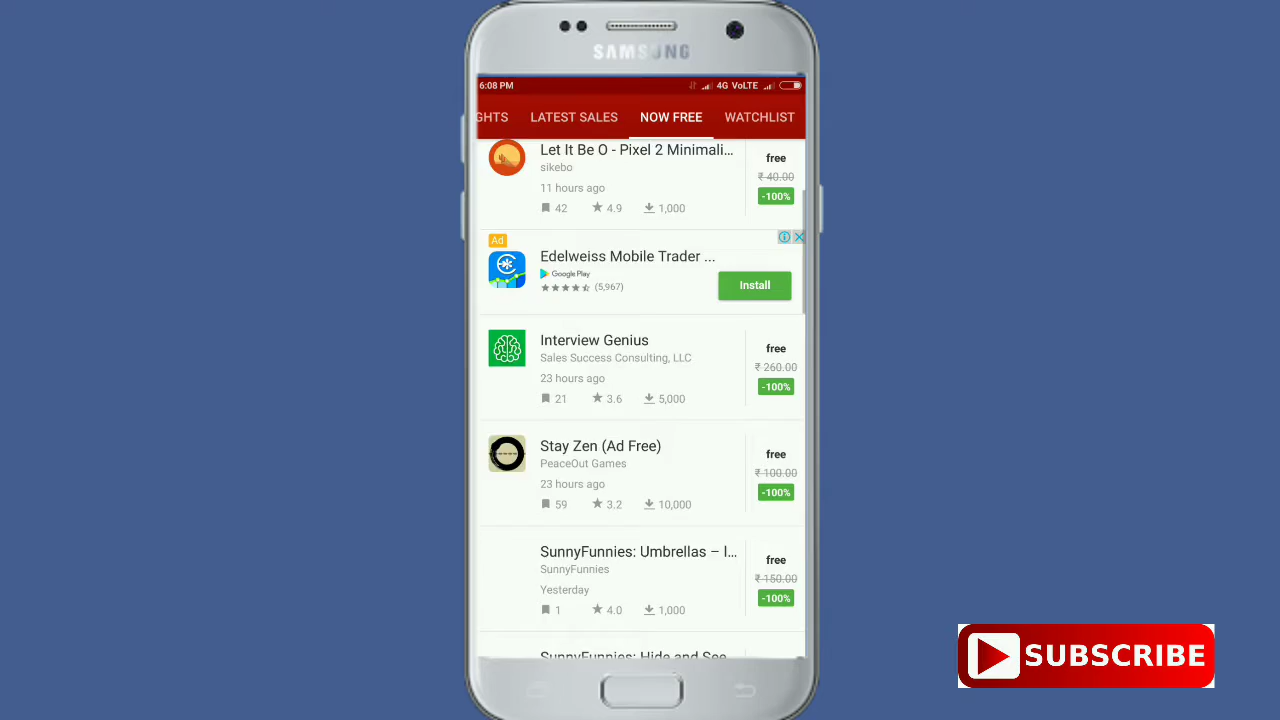 SAMSUNG
6:08 PM 4G VoLTE
GHTS LATEST SALES NOW FREE WATCHLIST
Let It Be O - Pixel 2 Minimali... free
sikebo ₹ 40.00
11 hours ago -100%
42 4.9 1,000
Ad
Edelweiss Mobile Trader ...
Google Play Install
(5,967)
Interview Genius free
Sales Success Consulting, LLC ₹ 260.00
23 hours ago -100%
21 3.6 5,000
Stay Zen (Ad Free) free
PeaceOut Games ₹ 100.00
23 hours ago -100%
59 3.2 10,000
SunnyFunnies: Umbrellas – I... free
SunnyFunnies ₹ 150.00
Yesterday -100%
1 4.0 1,000
SunnyFunnies: Hide and See
SUBSCRIBE